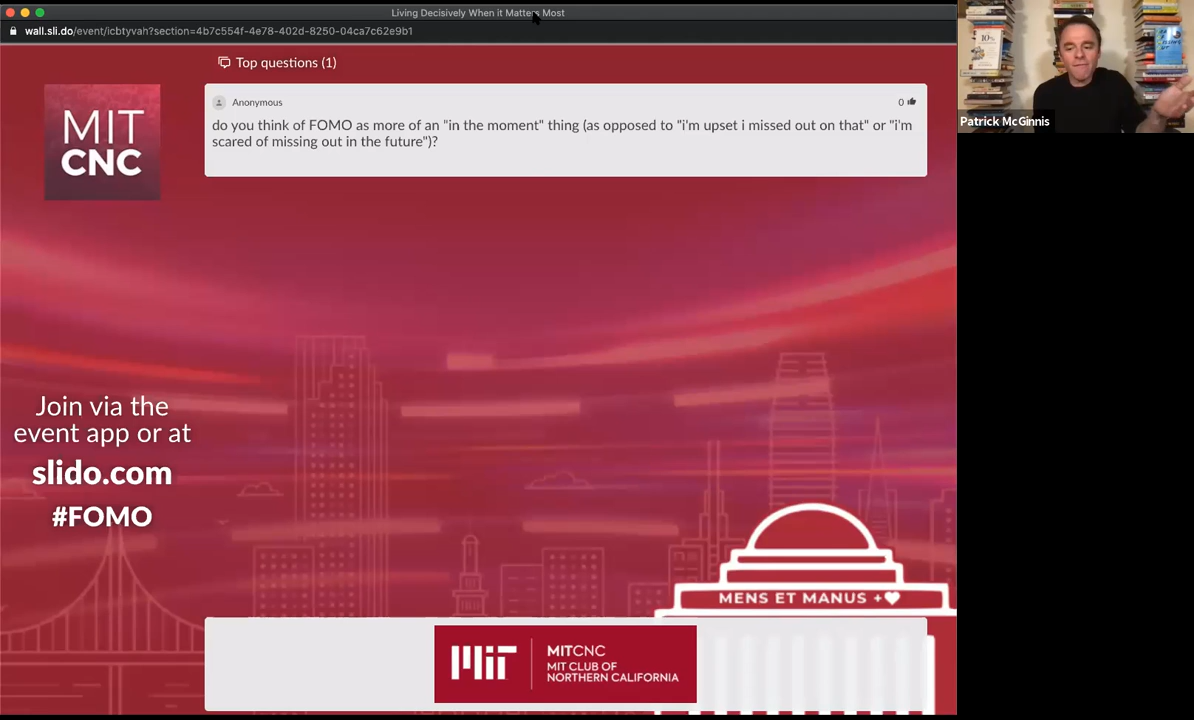 Living Decisively When it Matters Most
wall.sli.do/event/icbtyvah?section=4b7c554f-4e78-402d-8250-04ca7c62e9b1
Top questions (1)
Anonymous
0
do you think of FOMO as more of an "in the moment" thing (as opposed to "i'm upset i missed out on that" or "i'm
scared of missing out in the future")?
MIT
CNC
Join via the
event app or at
slido.com
#FOMO
MENS ET MANUS +
MIT
MITCNC
MIT CLUB OF
NORTHERN CALIFORNIA
10%
Patrick McGinnis